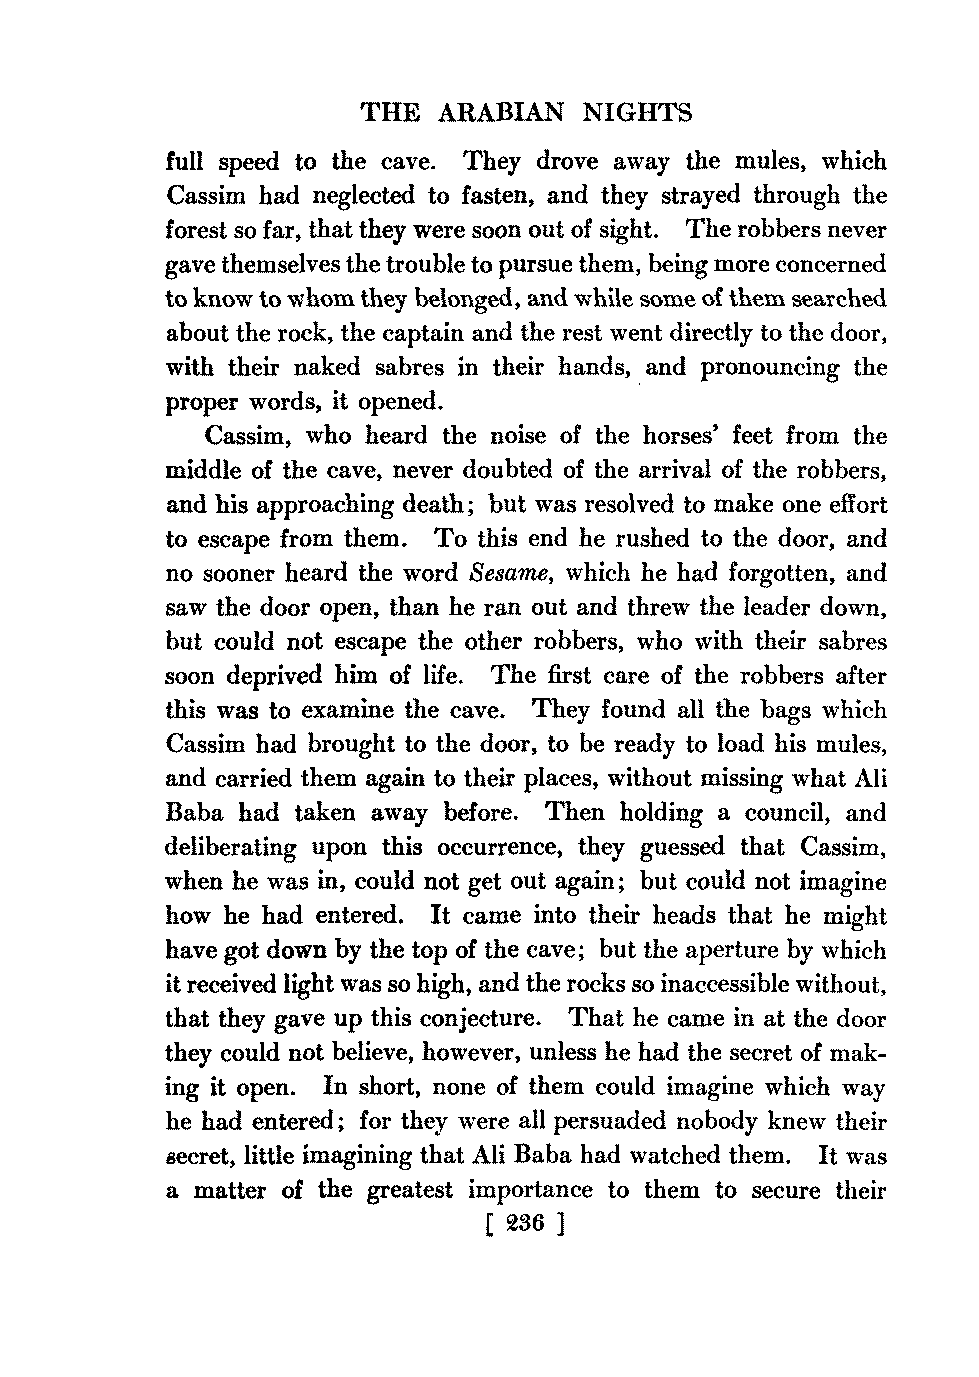 THE ARABIAN NIGHTS
full speed to the cave. They drove away the mules, which
Cassim had neglected to fasten, and they strayed through the
forest so far, that they were soon out of sight. The robbers never
gave themselves the trouble to pursue them, being more concerned
to know to whom they belonged, and while some of them searched
about the rock, the captain and the rest went directly to the door,
with their naked sabres in their hands, and pronouncing the
proper words, it opened.
Cassim, who heard the noise of the horses' feet from the
middle of the cave, never doubted of the arrival of the robbers,
and his approaching death; but was resolved to make one effort
to escape from them. To this end he rushed to the door, and
no sooner heard the word Sesame, which he had forgotten, and
saw the door open, than he ran out and threw the leader down,
but could not escape the other robbers, who with their sabres
soon deprived him of life. The first care of the robbers after
this was to examine the cave. They found all the bags which
Cassim had brought to the door, to be ready to load his mules,
and carried them again to their places, without missing what Ali
Baba had taken away before. Then holding a council, and
deliberating upon this occurrence, they guessed that Cassim,
when he was in, could not get out again; but could not imagine
how he had entered. It came into their heads that he might
have got down by the top of the cave; but the aperture by which
it received light was so high, and the rocks so inaccessible without,
that they gave up this conjecture. That he came in at the door
they could not believe, however, unless he had the secret of mak-
ing it open. In short, none of them could imagine which way
he had entered; for they were all persuaded nobody knew their
secret, little imagining that Ali Baba had watched them. It was
a matter of the greatest importance to them to secure their
[ 236 ]